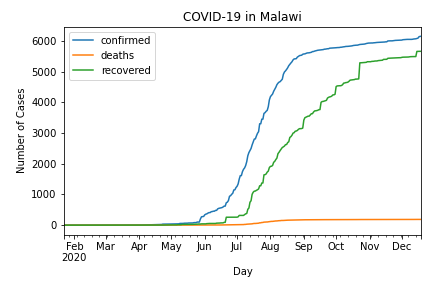 COVID-19 in Malawi
confirmed
deaths
recovered
Number of Cases
6000
5000
4000
3000
2000
1000
0
Feb Mar Apr May Jun Jul Aug Sep Oct Nov Dec
2020
Day